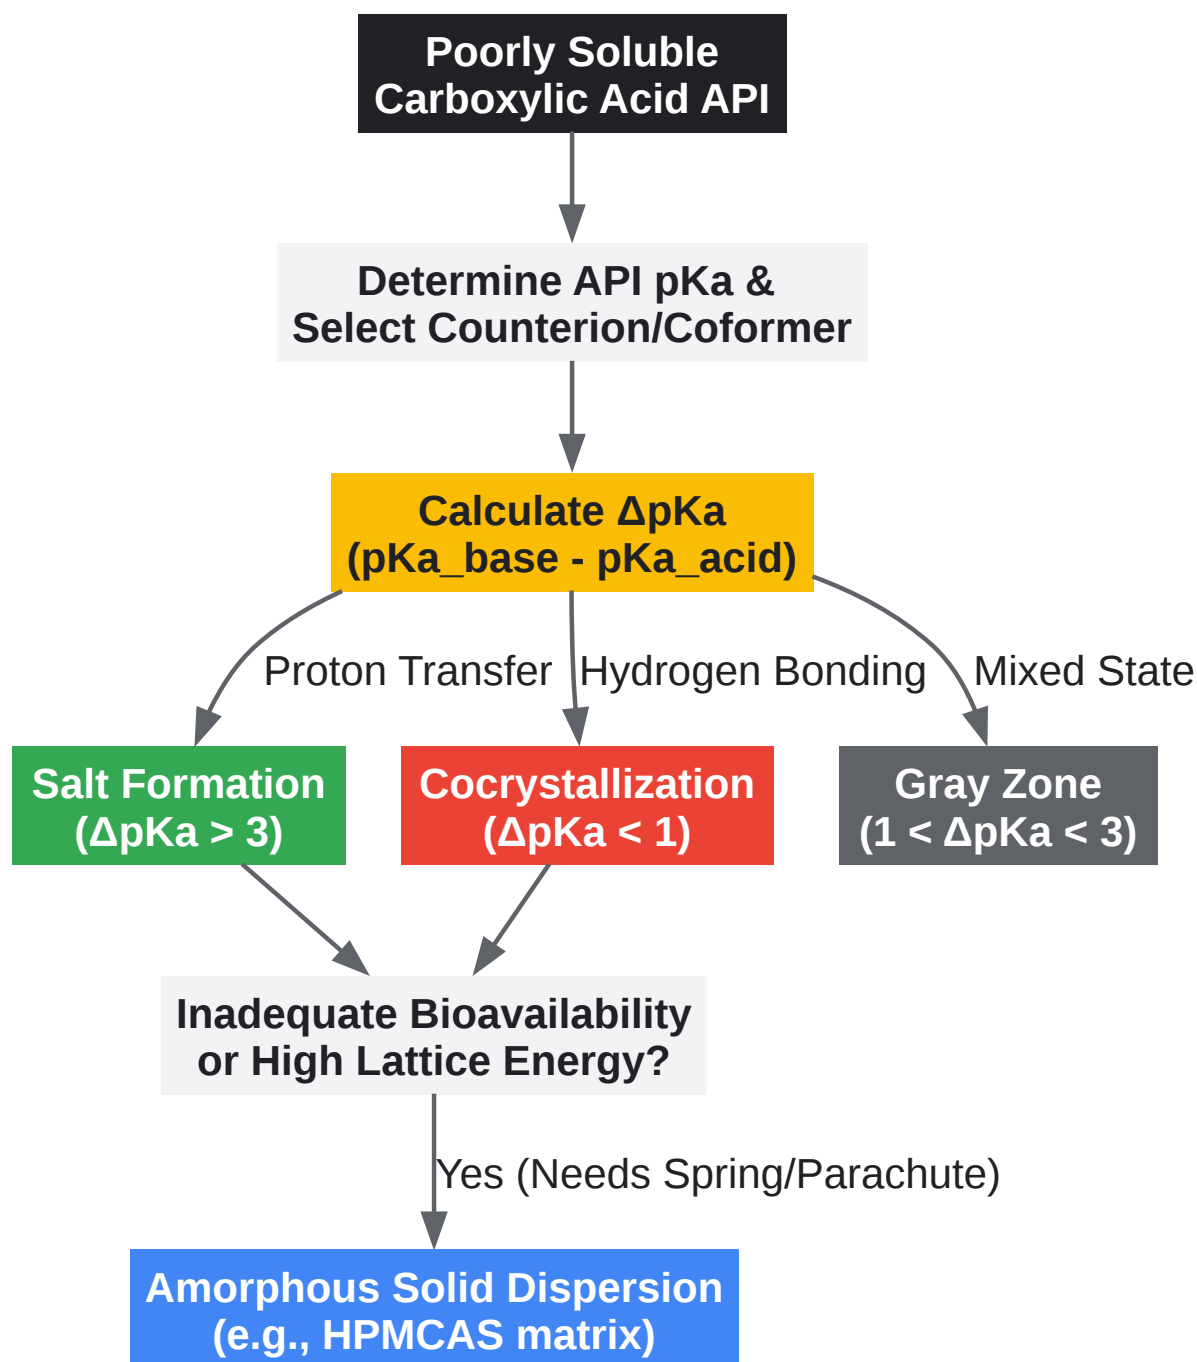 Poorly Soluble
Carboxylic Acid API
Determine API pKa &
Select Counterion/Coformer
Calculate ΔpKa
(pKa_base - pKa_acid)
Proton Transfer
Hydrogen Bonding
Mixed State
Salt Formation
(ΔpKa > 3)
Cocrystallization
(ΔpKa < 1)
Gray Zone
(1 < ΔpKa < 3)
Inadequate Bioavailability
or High Lattice Energy?
Yes (Needs Spring/Parachute)
Amorphous Solid Dispersion
(e.g., HPMCAS matrix)